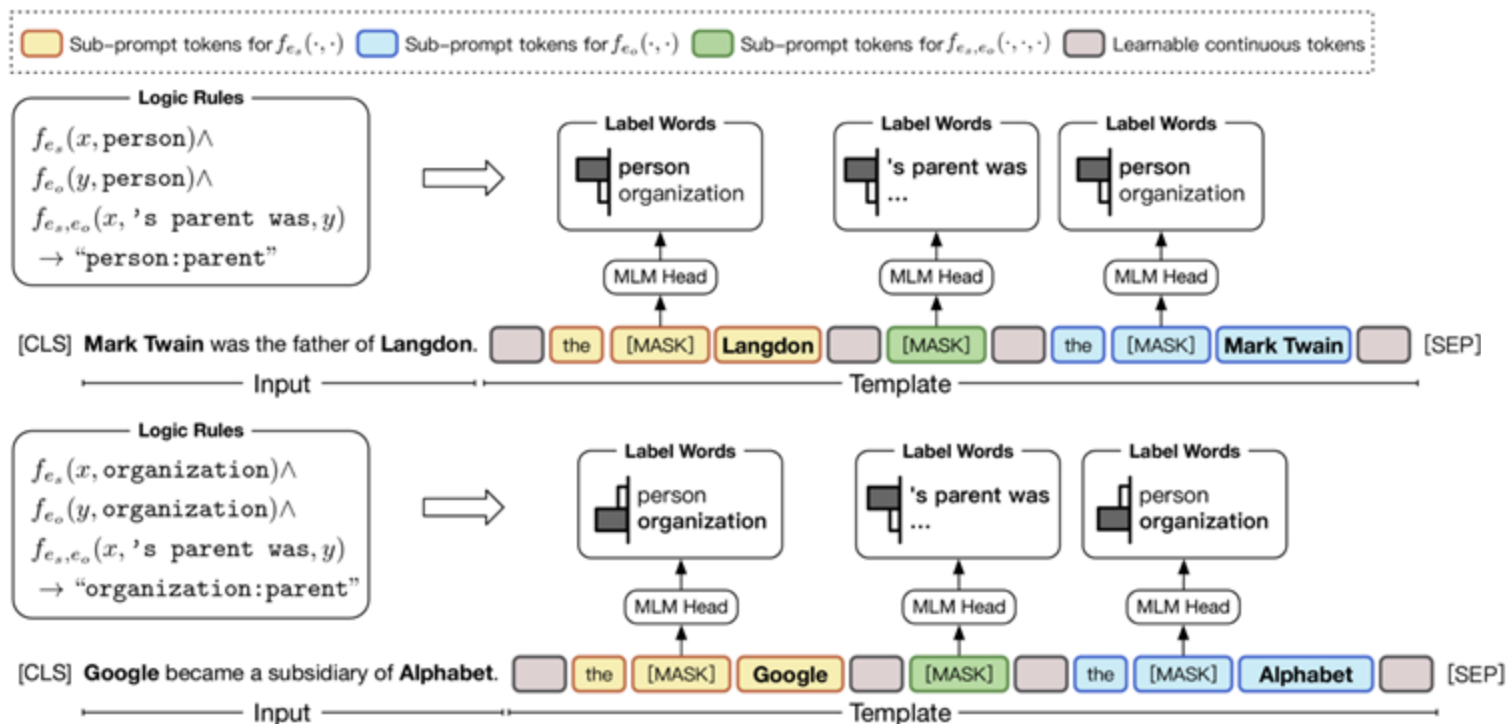 Sub-prompt tokens for f_{e_s}(·,·) Sub-prompt tokens for f_{e_o}(·,·) Sub-prompt tokens for f_{e_s,e_o}(·,·,·) Learnable continuous tokens
Logic Rules
f_{e_s}(x, person)∧
f_{e_o}(y, person)∧
f_{e_s,e_o}(x, 's parent was, y)
→ “person:parent”
Label Words
person
organization
Label Words
's parent was
...
Label Words
person
organization
MLM Head MLM Head MLM Head
[CLS] Mark Twain was the father of Langdon. the [MASK] Langdon [MASK] the [MASK] Mark Twain [SEP]
Input Template
Logic Rules
f_{e_s}(x, organization)∧
f_{e_o}(y, organization)∧
f_{e_s,e_o}(x, 's parent was, y)
→ “organization:parent”
Label Words
person
organization
Label Words
's parent was
...
Label Words
person
organization
MLM Head MLM Head MLM Head
[CLS] Google became a subsidiary of Alphabet. the [MASK] Google [MASK] the [MASK] Alphabet [SEP]
Input Template